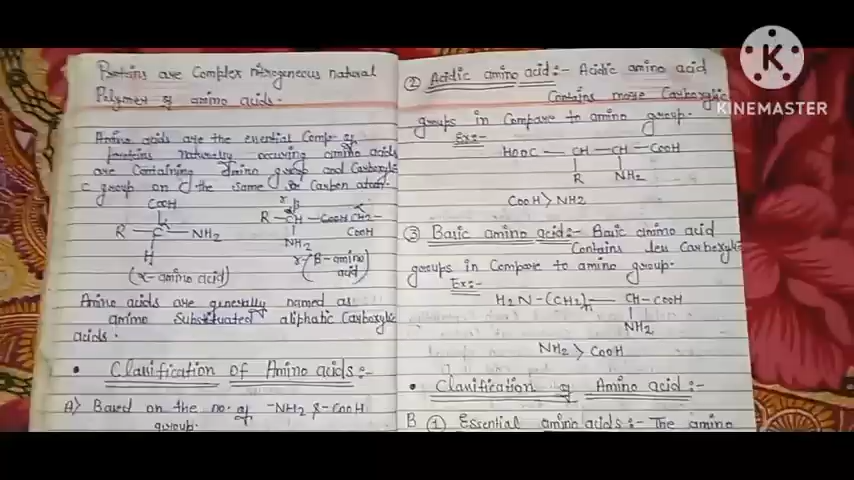 Proteins are Complex nitrogeneous natural
Polymer of amino acids.
Amino acids are the essential Comp. of
proteins naturally occuring amino acids
are Containing amino group and Carboxyli
c group on the same Carbon atom.
COOH
R — C — NH2
H
(α-amino acid)
R — CH — COOH CH2 —
NH2
COOH
(β-amino
acid)
Amino acids are generally named as
amino Substituated aliphatic Carboxylic
acids.
• Classification of Amino acids:-
A) Based on the no. of -NH2 & -COOH
group.
② Acidic amino acid:- Acidic amino acid
Contains more Carboxylic
groups in Compare to amino group.
Ex:-
HOOC — CH — CH — COOH
R NH2
COOH > NH2
③ Basic amino acid:- Basic amino acid
Contains less Carboxylic
groups in Compare to amino group.
Ex:-
H2N-(CH2) — CH-COOH
NH2
NH2 > COOH
• Classification of Amino acid:-
B ① Essential amino acids:- The amino
K
KINEMASTER